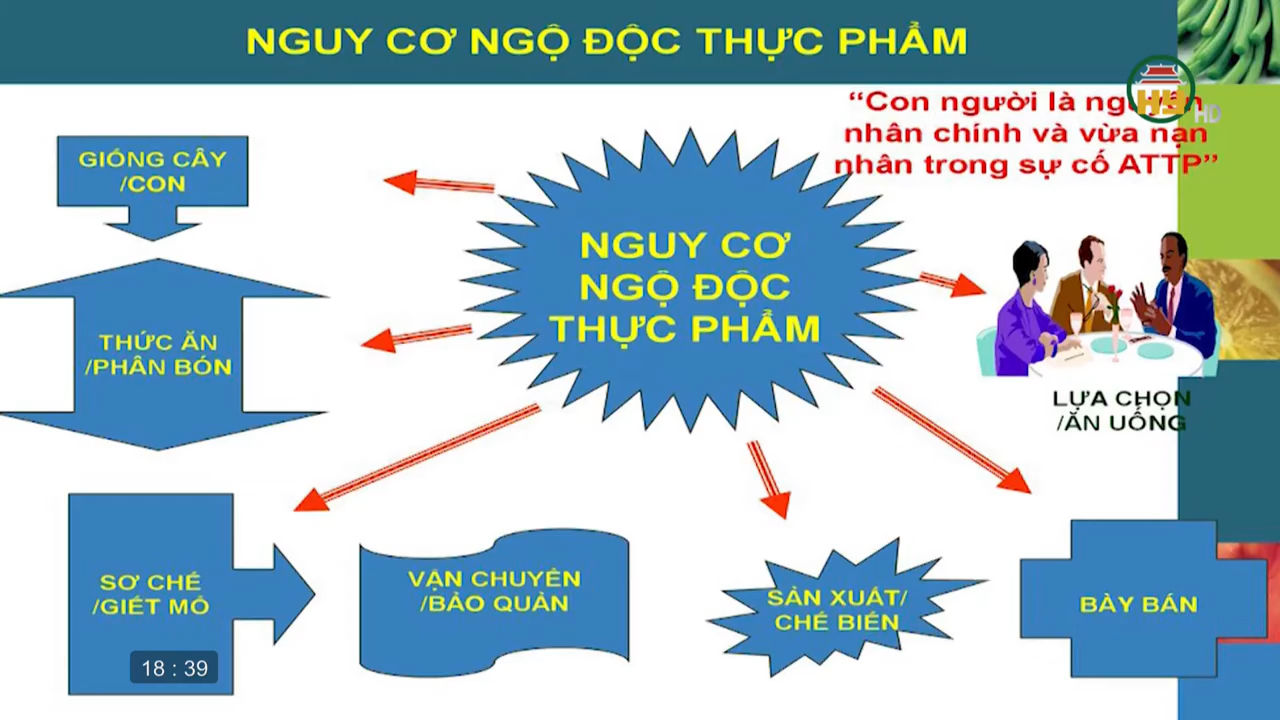 NGUY CƠ NGỘ ĐỘC THỰC PHẨM
HY
HD
“Con người là nguyên
nhân chính và vừa nạn
nhân trong sự cố ATTP”
GIỐNG CÂY
/CON
NGUY CƠ
NGỘ ĐỘC
THỰC PHẨM
THỨC ĂN
/PHÂN BÓN
LỰA CHỌN
/ĂN UỐNG
SƠ CHẾ
/GIẾT MỔ
VẬN CHUYỂN
/BẢO QUẢN
SẢN XUẤT/
CHẾ BIẾN
BÀY BÁN
18 : 39